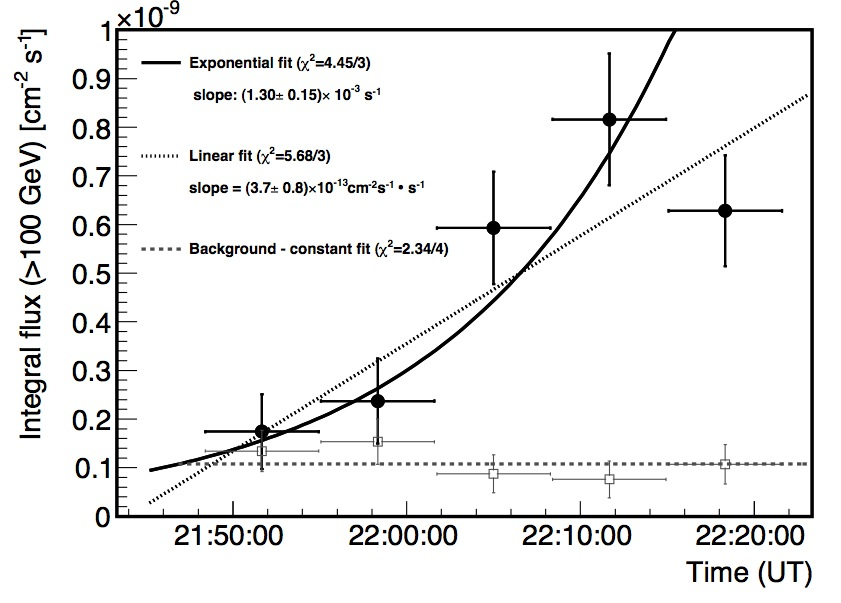 1×10⁻⁹
Integral flux (>100 GeV) [cm⁻² s⁻¹]
0.9
0.8
0.7
0.6
0.5
0.4
0.3
0.2
0.1
0
Exponential fit (χ²=4.45/3)
slope: (1.30± 0.15)× 10⁻³ s⁻¹
Linear fit (χ²=5.68/3)
slope = (3.7± 0.8)×10⁻¹³cm⁻²s⁻¹ • s⁻¹
Background - constant fit (χ²=2.34/4)
21:50:00 22:00:00 22:10:00 22:20:00
Time (UT)